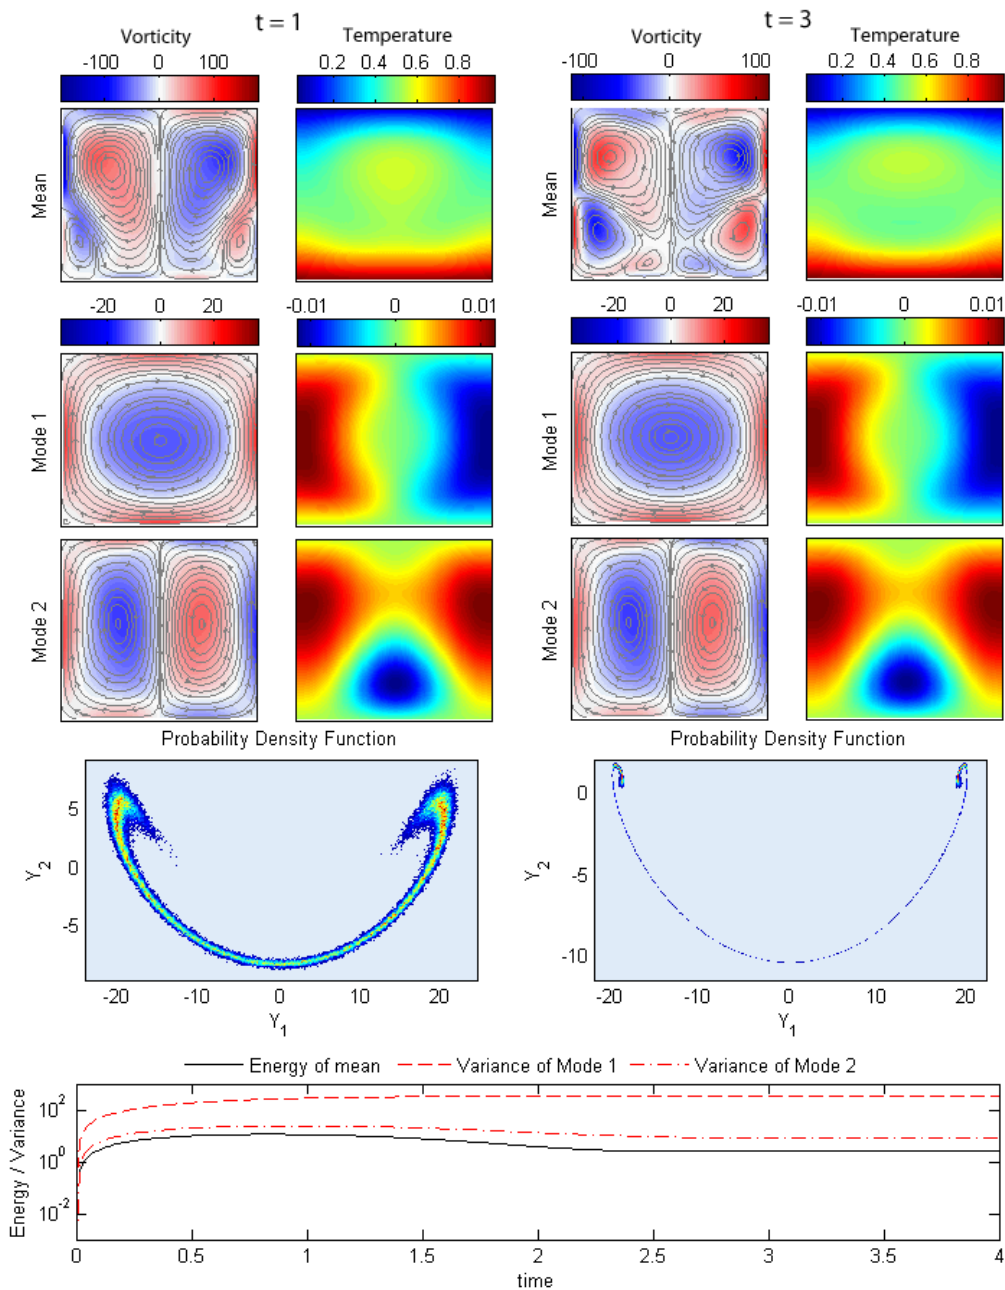 t = 1 t = 3
Vorticity Temperature Vorticity Temperature
-100 0 100 0.2 0.4 0.6 0.8 -100 0 100 0.2 0.4 0.6 0.8
Mean Mean
-20 0 20 -0.01 0 0.01 -20 0 20 -0.01 0 0.01
Mode 1 Mode 1
Mode 2 Mode 2
Probability Density Function Probability Density Function
5 0
0 -5
-5 -10
Y2 Y2
-20 -10 0 10 20 -20 -10 0 10 20
Y1 Y1
Energy of mean Variance of Mode 1 Variance of Mode 2
Energy / Variance
10^2
10^0
10^-2
0 0.5 1 1.5 2 2.5 3 3.5 4
time